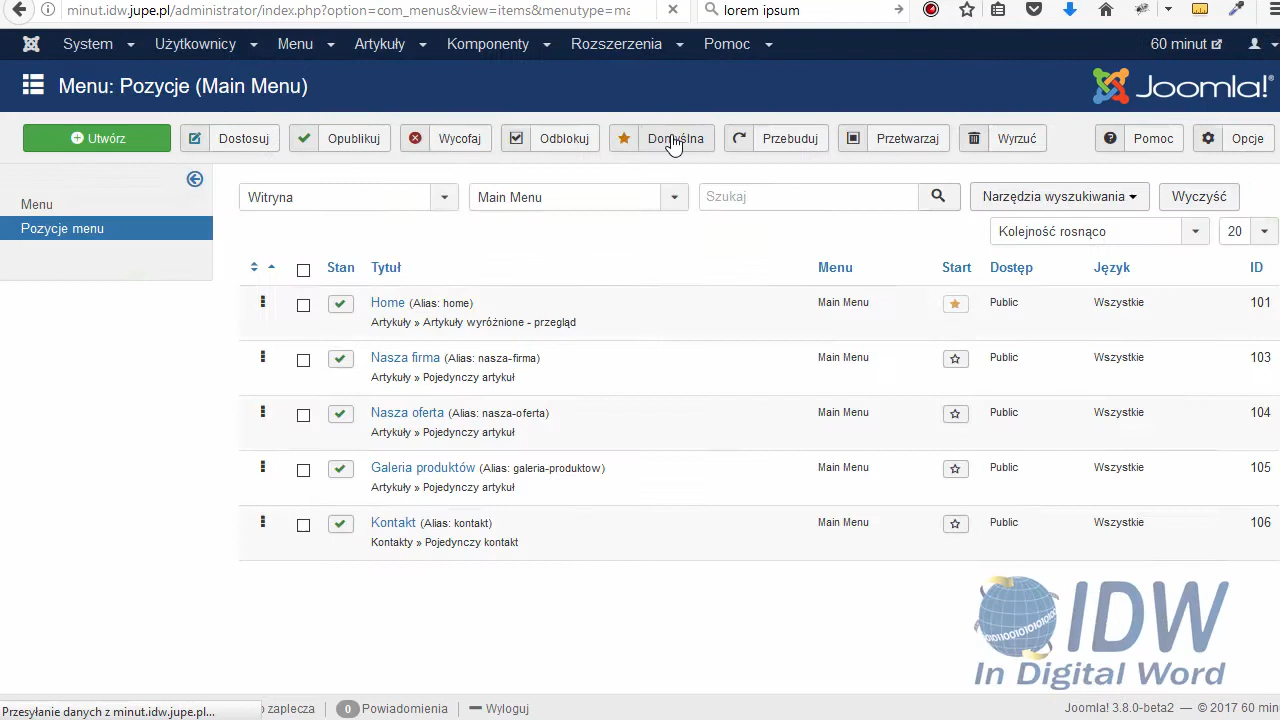 minut.idw.jupe.pl/administrator/index.php?option=com_menus&view=items&menutype=ma
lorem ipsum
System Użytkownicy Menu Artykuły Komponenty Rozszerzenia Pomoc 60 minut
Menu: Pozycje (Main Menu) Joomla!®
Utwórz Dostosuj Opublikuj Wycofaj Odblokuj Domyślna Przebuduj Przetwarzaj Wyrzuć Pomoc Opcje
Menu
Pozycje menu
Witryna Main Menu Szukaj Narzędzia wyszukiwania Wyczyść
Kolejność rosnąco 20
Stan Tytuł Menu Start Dostęp Język ID
Home (Alias: home) Main Menu Public Wszystkie 101
Artykuły » Artykuły wyróżnione - przegląd
Nasza firma (Alias: nasza-firma) Main Menu Public Wszystkie 103
Artykuły » Pojedynczy artykuł
Nasza oferta (Alias: nasza-oferta) Main Menu Public Wszystkie 104
Artykuły » Pojedynczy artykuł
Galeria produktów (Alias: galeria-produktow) Main Menu Public Wszystkie 105
Artykuły » Pojedynczy artykuł
Kontakt (Alias: kontakt) Main Menu Public Wszystkie 106
Kontakty » Pojedynczy kontakt
IDW
In Digital Word
Przesyłanie danych z minut.idw.jupe.pl... o zaplecza 0 Powiadomienia Wyloguj Joomla! 3.8.0-beta2 — © 2017 60 min